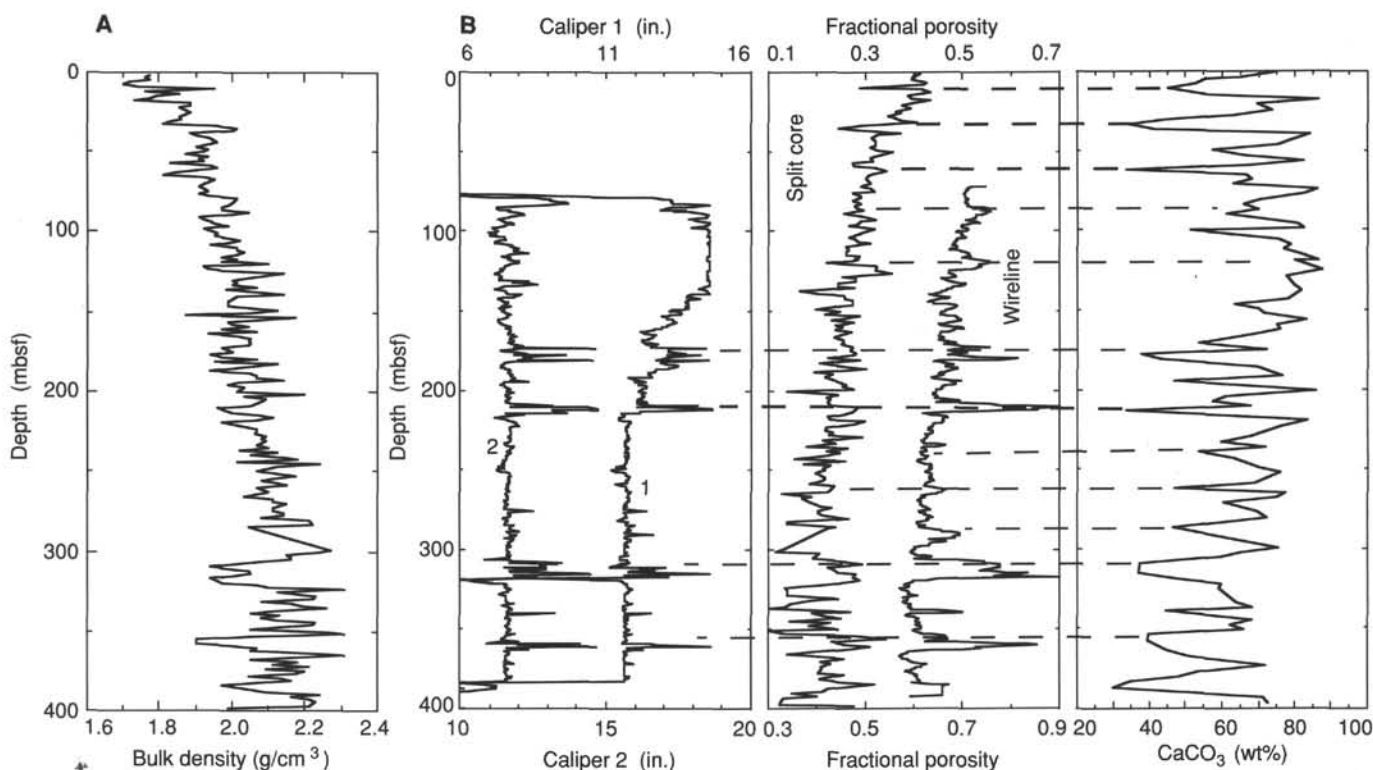 A
B
Caliper 1 (in.)
Fractional porosity
6 11 16 0.1 0.3 0.5 0.7
0
100
200
300
400
Depth (mbsf)
1.6 1.8 2.0 2.2 2.4
Bulk density (g/cm³)
0
100
200
300
400
Depth (mbsf)
2
1
10 15 20
Caliper 2 (in.)
Split core
Wireline
0.3 0.5 0.7 0.9
Fractional porosity
20 40 60 80 100
CaCO₃ (wt%)